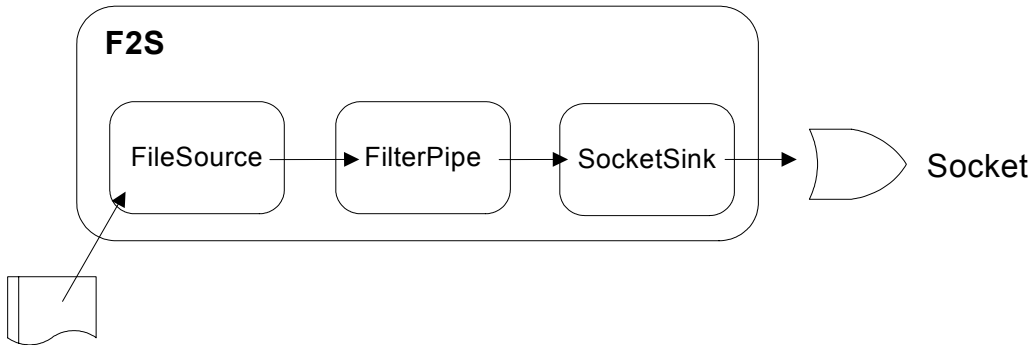 F2S
FileSource
FilterPipe
SocketSink
Socket